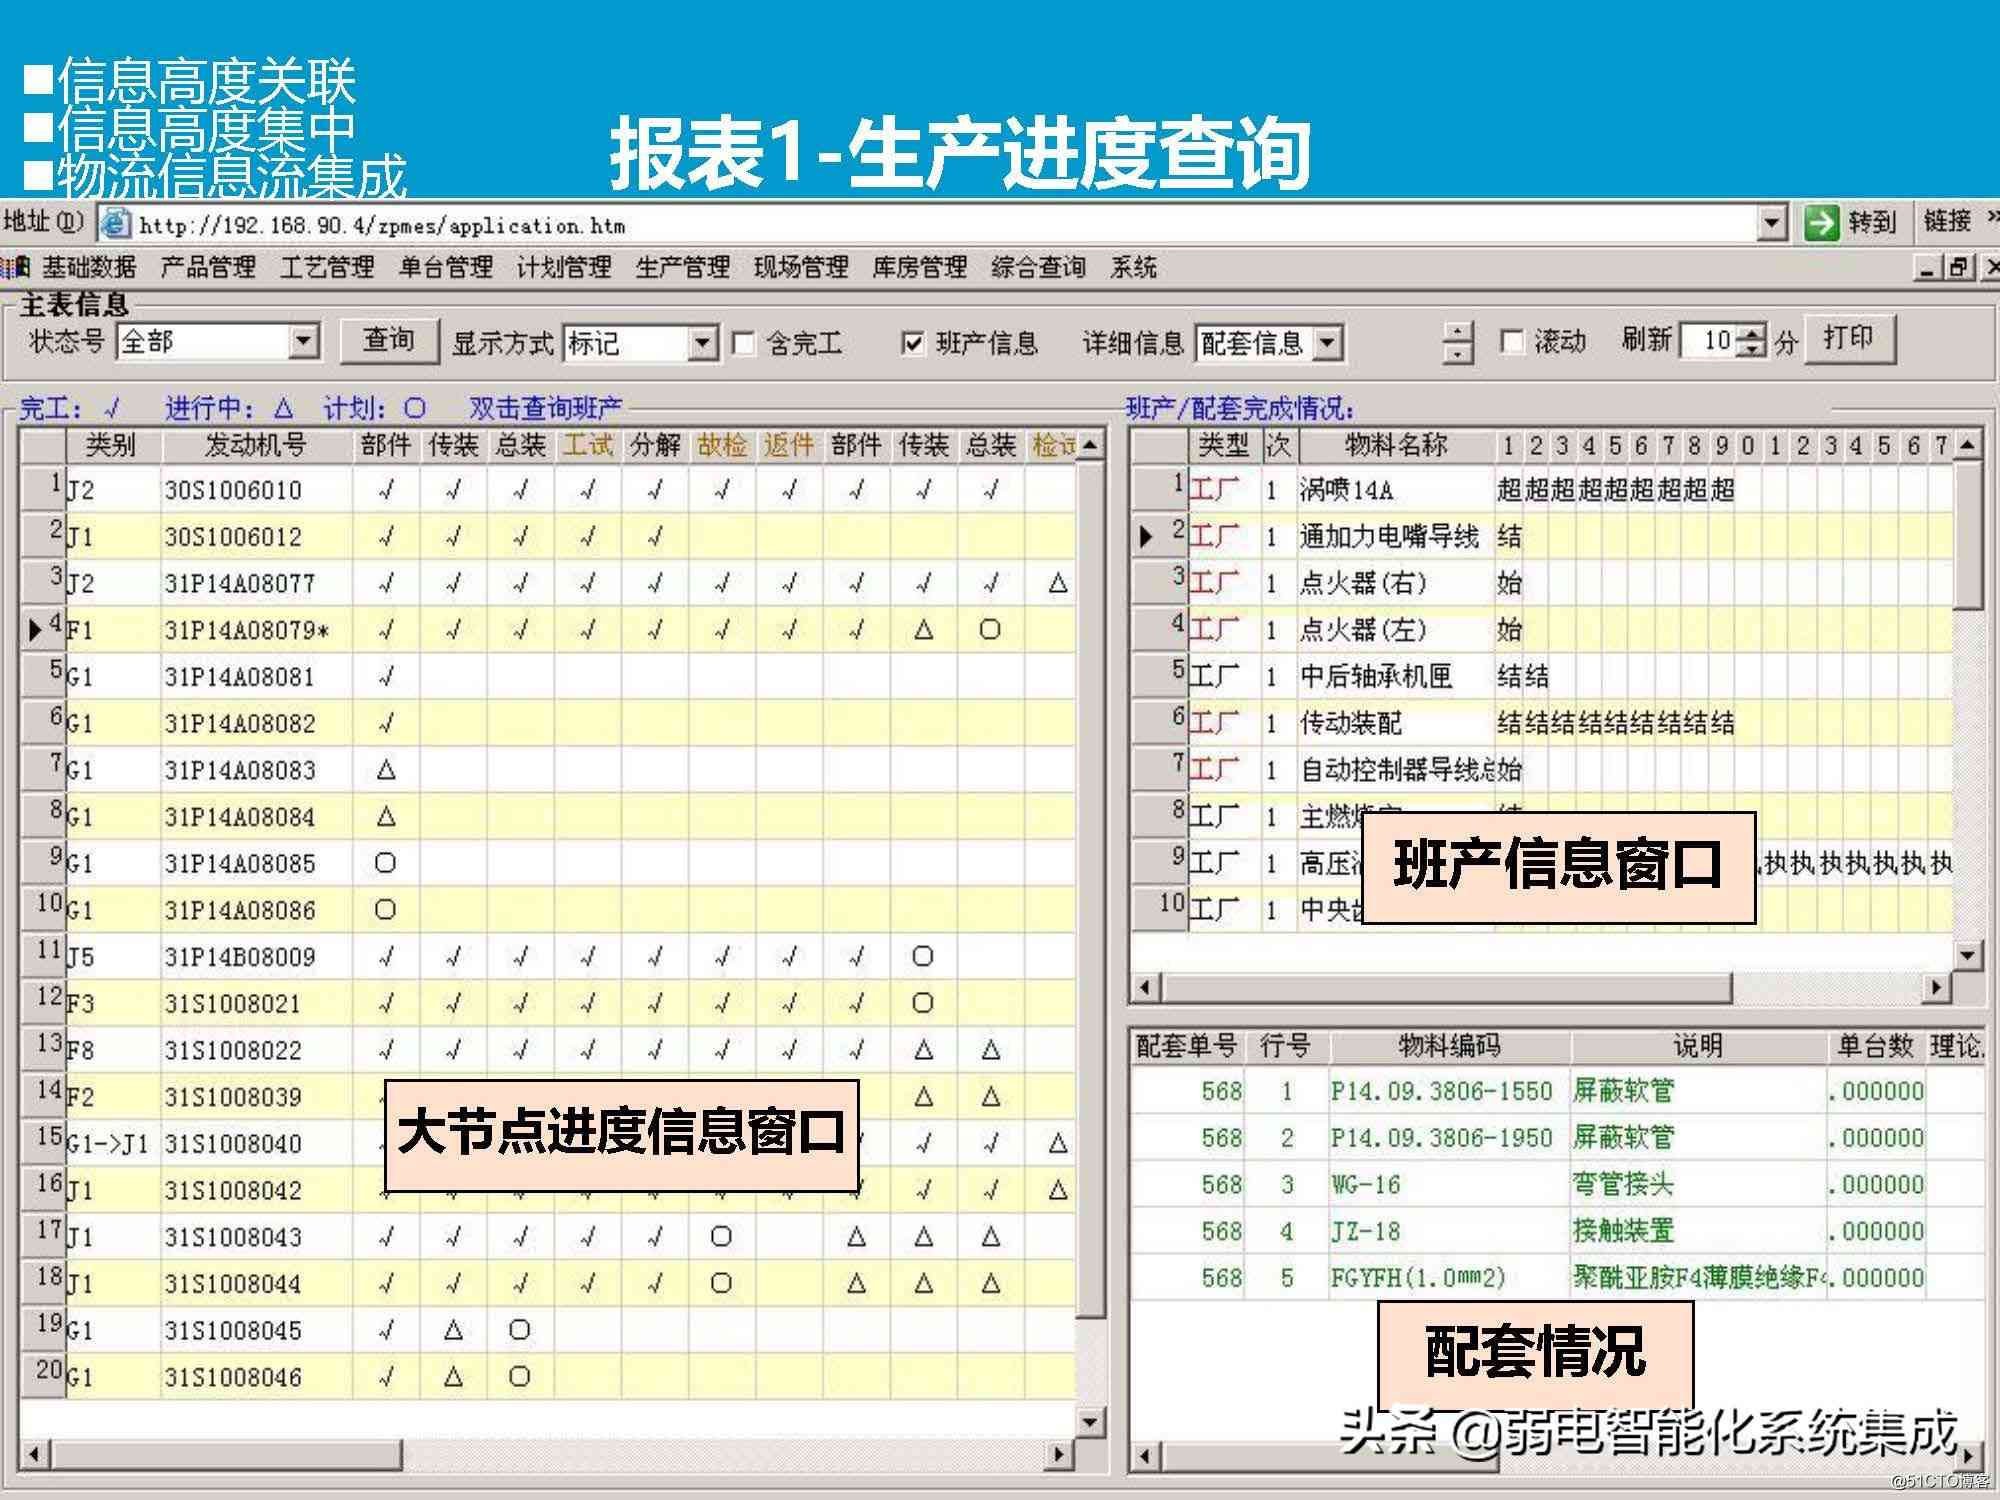 ■信息高度关联
■信息高度集中
■物流信息流集成
报表1-生产进度查询
地址(D) http://192.168.90.4/zpmes/application.htm 转到 链接 »
基础数据 产品管理 工艺管理 单台管理 计划管理 生产管理 现场管理 库房管理 综合查询 系统
主表信息
状态号 全部 查询 显示方式 标记 含完工 班产信息 详细信息 配套信息 滚动 刷新 10 分 打印
完工: √ 进行中: △ 计划: ○ 双击查询班产
类别 发动机号 部件 传装 总装 工试 分解 故检 返件 部件 传装 总装 检试
1 J2 30S1006010 √ √ √ √ √ √ √ √ √ √
2 J1 30S1006012 √ √ √ √ √
3 J2 31P14A08077 √ √ √ √ √ √ √ √ √ √ △
4 F1 31P14A08079* √ √ √ √ √ √ √ √ △ ○
5 G1 31P14A08081 √
6 G1 31P14A08082 √
7 G1 31P14A08083 △
8 G1 31P14A08084 △
9 G1 31P14A08085 ○
10 G1 31P14A08086 ○
11 J5 31P14B08009 √ √ √ √ √ √ √ √ ○
12 F3 31S1008021 √ √ √ √ √ √ √ √ ○
13 F8 31S1008022 √ √ √ √ √ √ √ √ △ △
14 F2 31S1008039 △ △
15 G1->J1 31S1008040 √ √ △
16 J1 31S1008042 √ √ △
17 J1 31S1008043 √ √ √ √ √ ○ △ △ △
18 J1 31S1008044 √ √ √ √ √ ○ △ △ △
19 G1 31S1008045 √ △ ○
20 G1 31S1008046 √ △ ○
大节点进度信息窗口
班产/配套完成情况:
类型 次 物料名称 1 2 3 4 5 6 7 8 9 0 1 2 3 4 5 6 7
1 工厂 1 涡喷14A 超超超超超超超超超
2 工厂 1 通加力电嘴导线 结
3 工厂 1 点火器(右) 始
4 工厂 1 点火器(左) 始
5 工厂 1 中后轴承机匣 结结
6 工厂 1 传动装配 结结结结结结结结结
7 工厂 1 自动控制器导线总 始
8 工厂 1 主燃
9 工厂 1 高压 执执执执执执执
10 工厂 1 中央
班产信息窗口
配套单号 行号 物料编码 说明 单台数 理论
568 1 P14.09.3806-1550 屏蔽软管 .000000
568 2 P14.09.3806-1950 屏蔽软管 .000000
568 3 WG-16 弯管接头 .000000
568 4 JZ-18 接触装置 .000000
568 5 FGYFH(1.0mm2) 聚酰亚胺F4薄膜绝缘F4 .000000
配套情况
头条 @弱电智能化系统集成
@51CTO博客